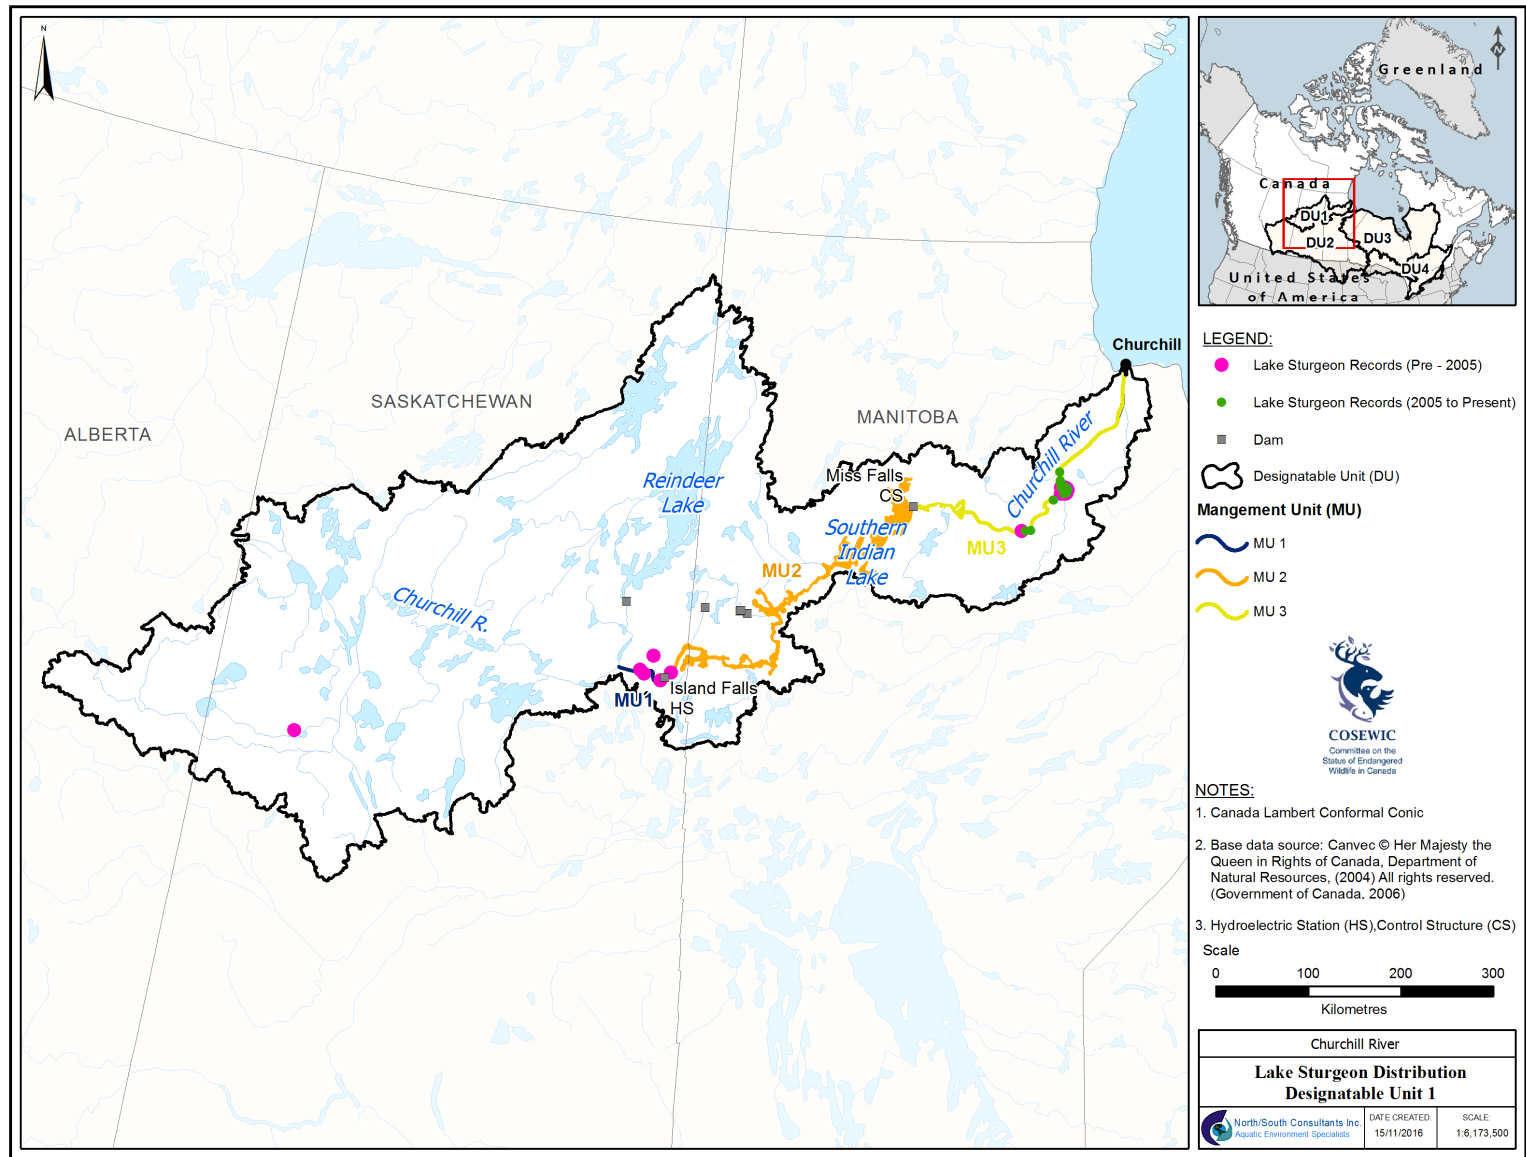 N
SASKATCHEWAN
ALBERTA
MANITOBA
Churchill
Reindeer
Lake
Churchill R.
Churchill River
Miss Falls
CS
Southern
Indian
Lake
MU3
MU2
MU1
Island Falls
HS
Greenland
N
Canada
DU1
DU2
DU3
DU4
United States
of America
LEGEND:
Lake Sturgeon Records (Pre - 2005)
Lake Sturgeon Records (2005 to Present)
Dam
Designatable Unit (DU)
Mangement Unit (MU)
MU 1
MU 2
MU 3
COSEWIC
Committee on the
Status of Endangered
Wildlife in Canada
NOTES:
1. Canada Lambert Conformal Conic
2. Base data source: Canvec © Her Majesty the
Queen in Rights of Canada, Department of
Natural Resources, (2004) All rights reserved.
(Government of Canada, 2006)
3. Hydroelectric Station (HS),Control Structure (CS)
Scale
0 100 200 300
Kilometres
Churchill River
Lake Sturgeon Distribution
Designatable Unit 1
North/South Consultants Inc.
Aquatic Environment Specialists
DATE CREATED:
15/11/2016
SCALE:
1:6,173,500